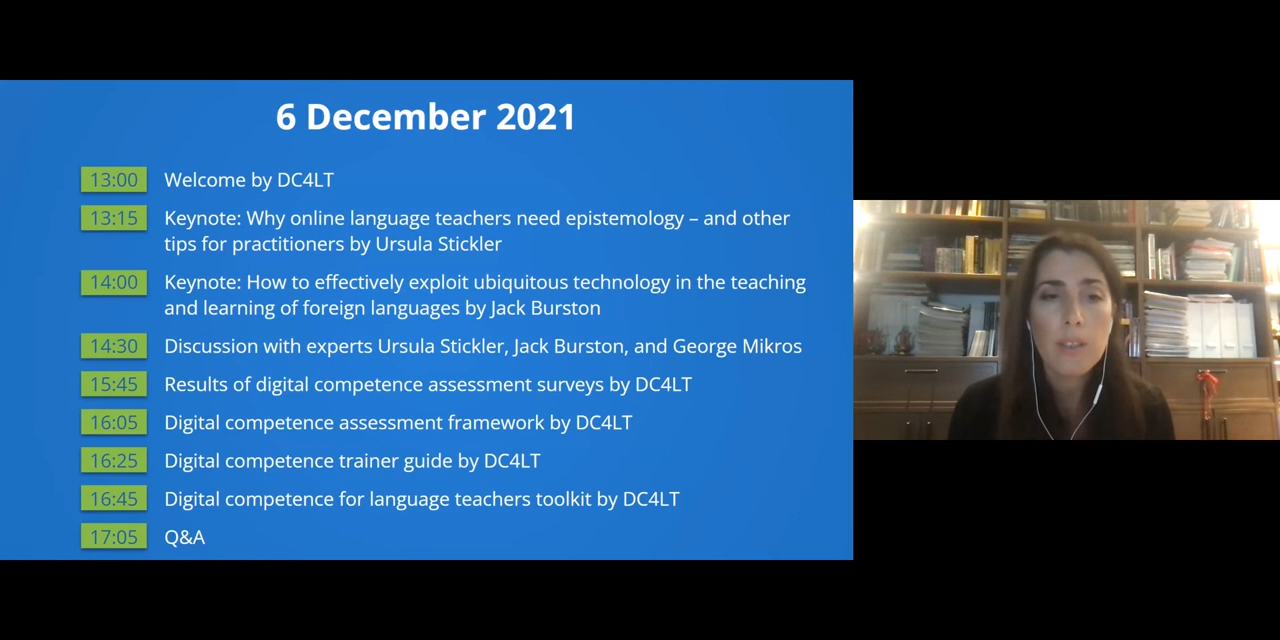 6 December 2021
13:00 Welcome by DC4LT
13:15 Keynote: Why online language teachers need epistemology – and other
tips for practitioners by Ursula Stickler
14:00 Keynote: How to effectively exploit ubiquitous technology in the teaching
and learning of foreign languages by Jack Burston
14:30 Discussion with experts Ursula Stickler, Jack Burston, and George Mikros
15:45 Results of digital competence assessment surveys by DC4LT
16:05 Digital competence assessment framework by DC4LT
16:25 Digital competence trainer guide by DC4LT
16:45 Digital competence for language teachers toolkit by DC4LT
17:05 Q&A